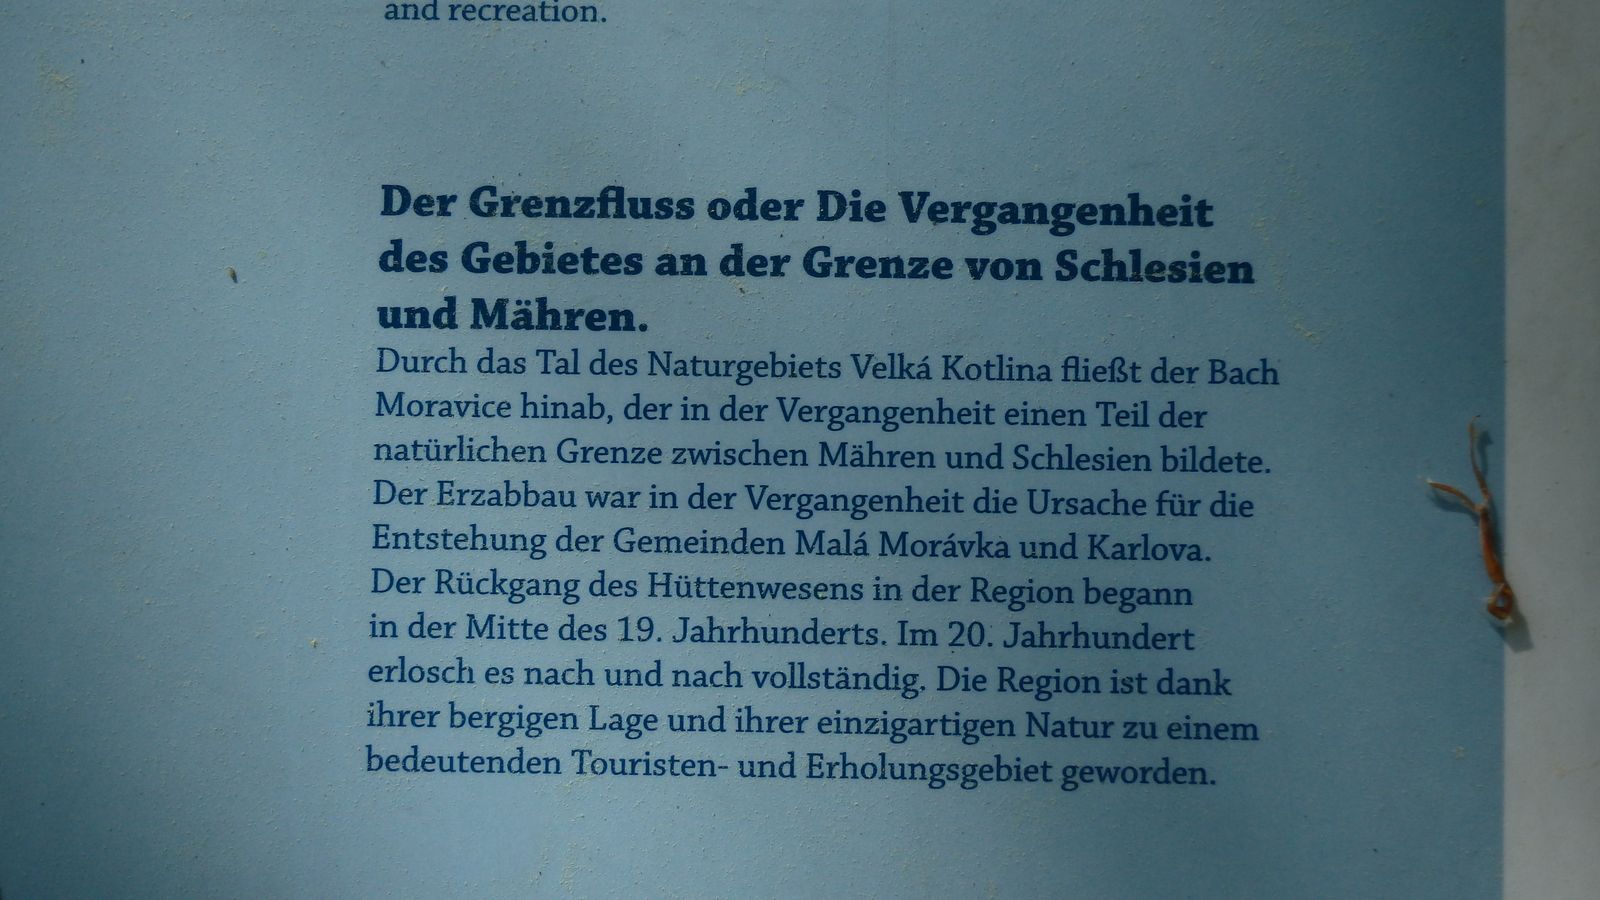 and recreation.
Der Grenzfluss oder Die Vergangenheit
des Gebietes an der Grenze von Schlesien
und Mähren.
Durch das Tal des Naturgebiets Velká Kotlina fließt der Bach
Moravice hinab, der in der Vergangenheit einen Teil der
natürlichen Grenze zwischen Mähren und Schlesien bildete.
Der Erzabbau war in der Vergangenheit die Ursache für die
Entstehung der Gemeinden Malá Morávka und Karlova.
Der Rückgang des Hüttenwesens in der Region begann
in der Mitte des 19. Jahrhunderts. Im 20. Jahrhundert
erlosch es nach und nach vollständig. Die Region ist dank
ihrer bergigen Lage und ihrer einzigartigen Natur zu einem
bedeutenden Touristen- und Erholungsgebiet geworden.